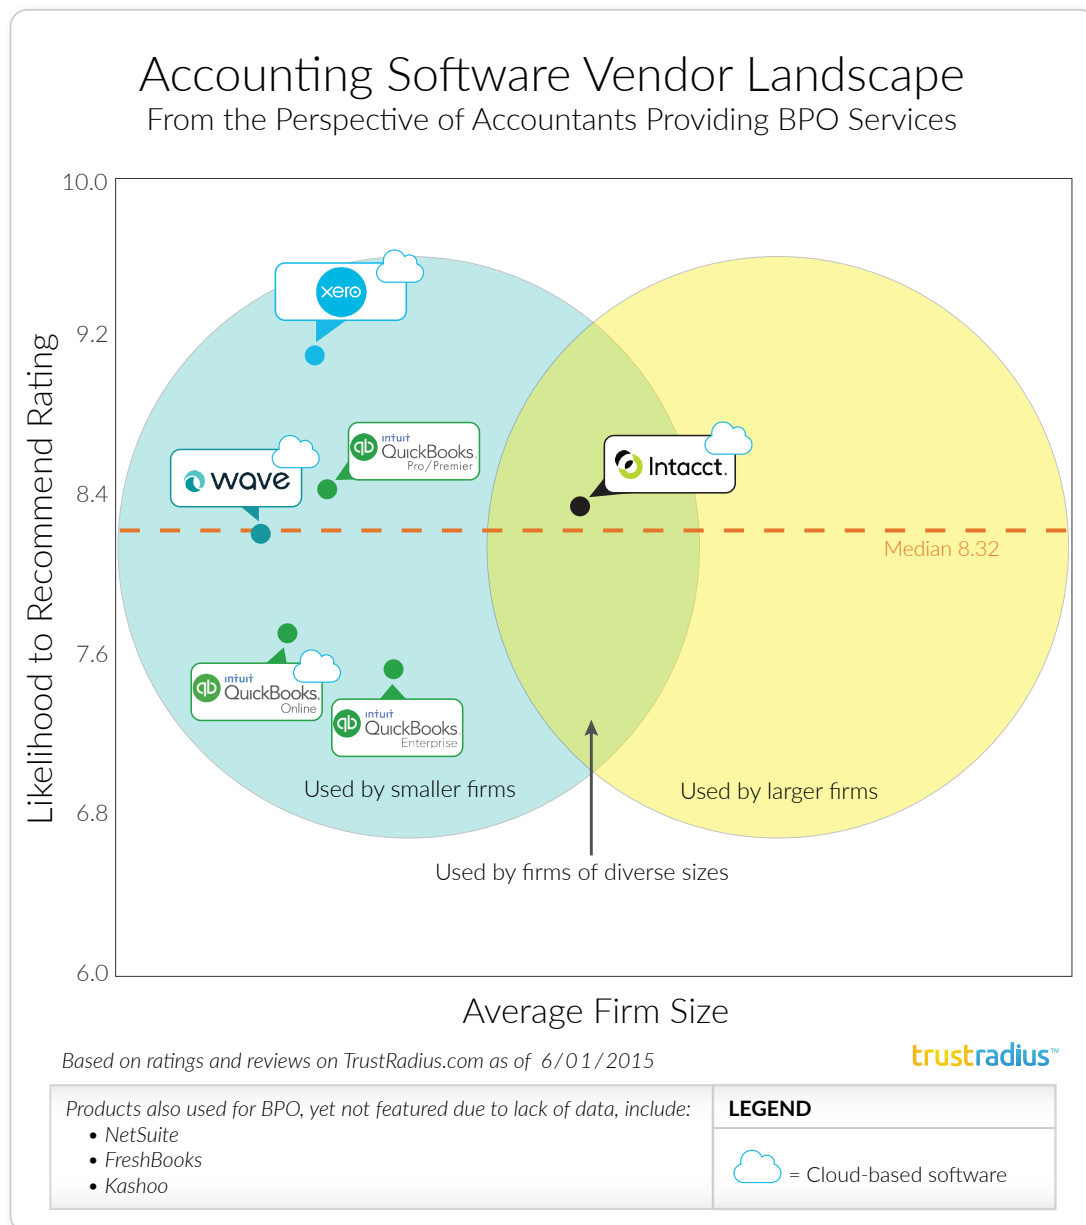 Accounting Software Vendor Landscape
From the Perspective of Accountants Providing BPO Services
Likelihood to Recommend Rating
10.0
9.2
8.4
7.6
6.8
6.0
xero
intuit
qb QuickBooks.
Pro/Premier
wave
Intacct.
Median 8.32
intuit
qb QuickBooks.
Online
intuit
qb QuickBooks.
Enterprise
Used by smaller firms
Used by larger firms
Used by firms of diverse sizes
Average Firm Size
Based on ratings and reviews on TrustRadius.com as of 6/01/2015
trustradius™
Products also used for BPO, yet not featured due to lack of data, include:
• NetSuite
• FreshBooks
• Kashoo
LEGEND
= Cloud-based software